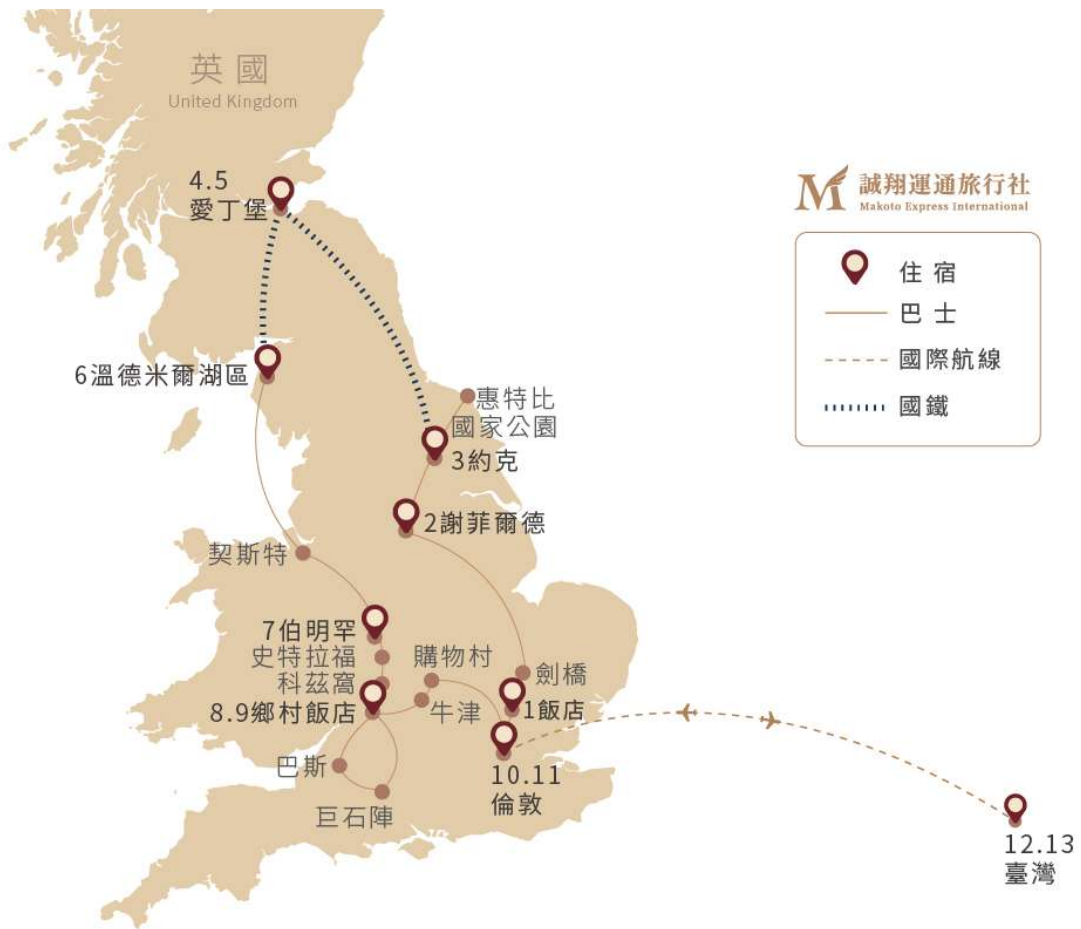 英國
United Kingdom
4.5
愛丁堡
誠翔運通旅行社
Makoto Express International
住宿
巴士
國際航線
國鐵
6溫德米爾湖區
惠特比
國家公園
3約克
2謝菲爾德
契斯特
7伯明罕
史特拉福
科茲窩
8.9鄉村飯店
購物村
牛津
劍橋
1飯店
巴斯
巨石陣
10.11
倫敦
12.13
臺灣